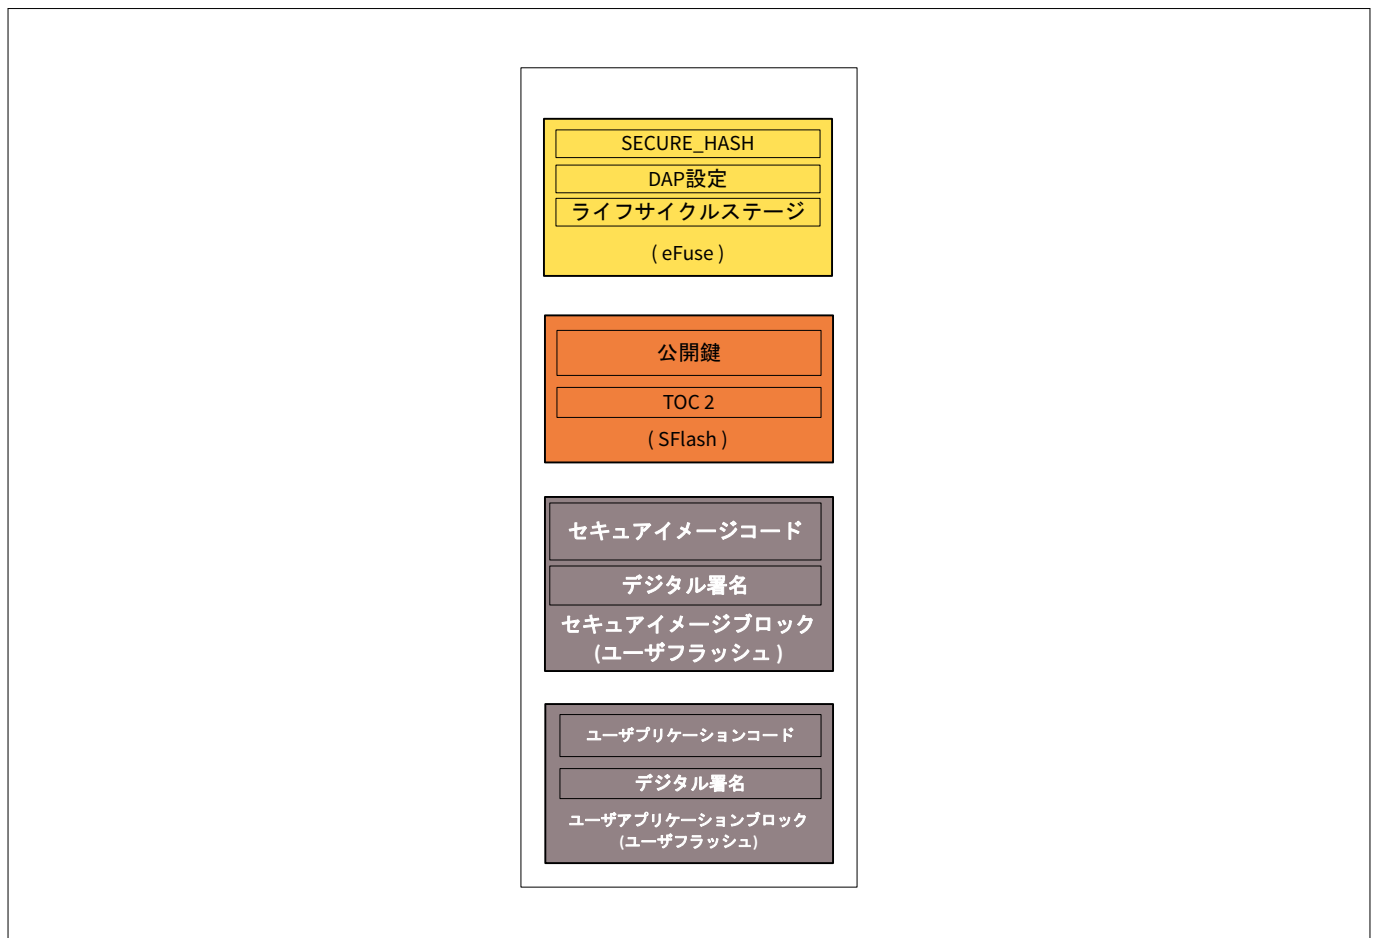 SECURE_HASH
DAP設定
ライフサイクルステージ
( eFuse )
公開鍵
TOC 2
( SFlash )
セキュアイメージコード
デジタル署名
セキュアイメージブロック
(ユーザフラッシュ )
ユーザプリケーションコード
デジタル署名
ユーザアプリケーションブロック
(ユーザフラッシュ)